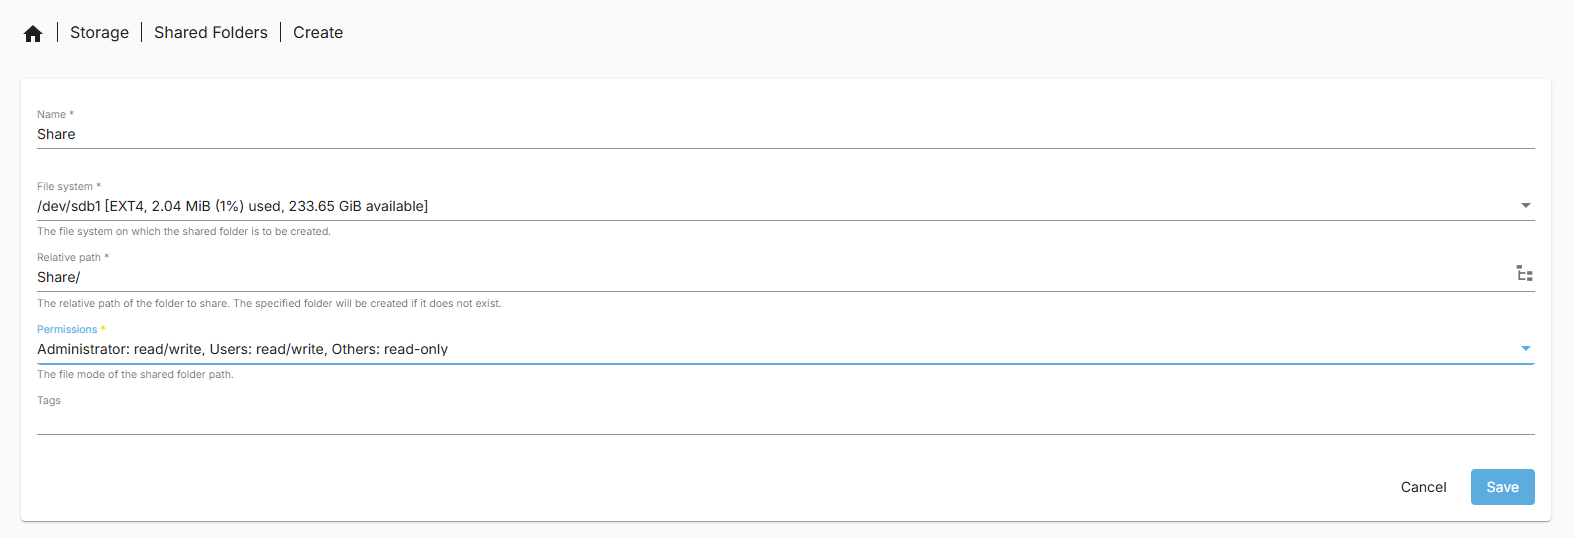 Storage | Shared Folders | Create
Name *
Share
File system *
/dev/sdb1 [EXT4, 2.04 MiB (1%) used, 233.65 GiB available]
The file system on which the shared folder is to be created.
Relative path *
Share/
The relative path of the folder to share. The specified folder will be created if it does not exist.
Permissions *
Administrator: read/write, Users: read/write, Others: read-only
The file mode of the shared folder path.
Tags
Cancel Save